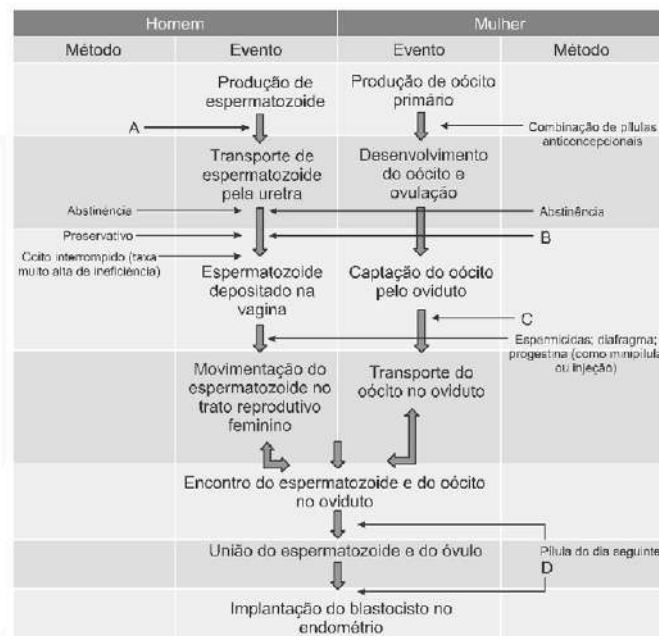 Homem
Mulher
Método
Evento
Evento
Método
Produção de
espermatozoide
Produção de oócito
primário
A
Combinação de pílulas
anticoncepcionais
Transporte de
espermatozoide
pela uretra
Desenvolvimento
do oócito e
ovulação
Abstinência
Abstinência
Preservativo
B
Coito interrompido (taxa
muito alta de ineficiência)
Espermatozoide
depositado na
vagina
Captação do oócito
pelo oviduto
C
Espermicidas; diafragma;
progestina (como minipílula
ou injeção)
Movimentação do
espermatozoide no
trato reprodutivo
feminino
Transporte do
oócito no oviduto
Encontro do espermatozoide e do oócito
no oviduto
União do espermatozoide e do óvulo
Pílula do dia seguinte
D
Implantação do blastocisto no
endométrio